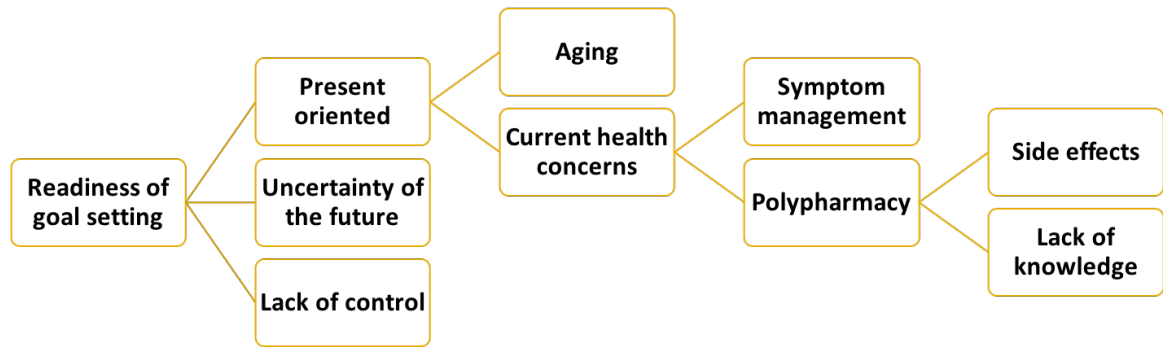 Readiness of
goal setting
Present
oriented
Uncertainty of
the future
Lack of control
Aging
Current health
concerns
Symptom
management
Polypharmacy
Side effects
Lack of
knowledge